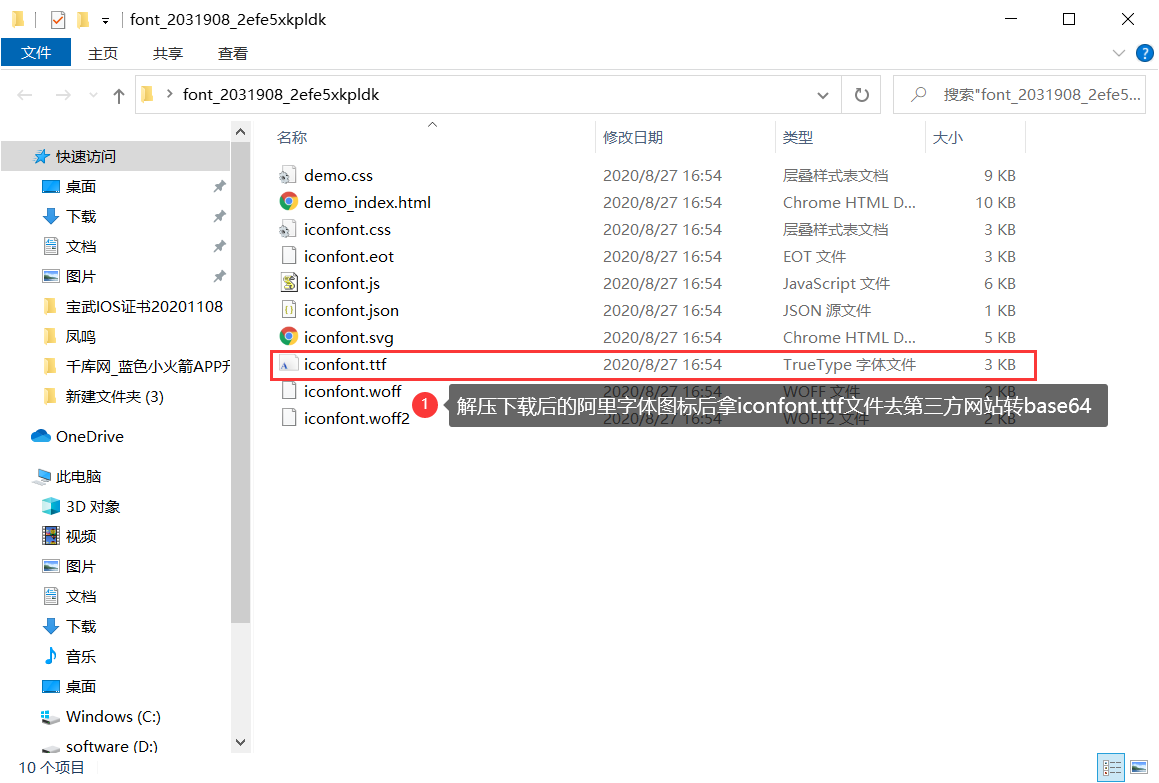 font_2031908_2efe5xkpldk
文件 主页 共享 查看
font_2031908_2efe5xkpldk 搜索"font_2031908_2efe5...
名称 修改日期 类型 大小
快速访问
桌面
下载
文档
图片
宝武IOS证书20201108
凤鸣
千库网_蓝色小火箭APP升
新建文件夹 (3)
OneDrive
此电脑
3D 对象
视频
图片
文档
下载
音乐
桌面
Windows (C:)
software (D:)
demo.css 2020/8/27 16:54 层叠样式表文档 9 KB
demo_index.html 2020/8/27 16:54 Chrome HTML D... 10 KB
iconfont.css 2020/8/27 16:54 层叠样式表文档 3 KB
iconfont.eot 2020/8/27 16:54 EOT 文件 3 KB
iconfont.js 2020/8/27 16:54 JavaScript 文件 6 KB
iconfont.json 2020/8/27 16:54 JSON 源文件 1 KB
iconfont.svg 2020/8/27 16:54 Chrome HTML D... 5 KB
iconfont.ttf 2020/8/27 16:54 TrueType 字体文件 3 KB
iconfont.woff 2020/8/27 16:54 WOFF 文件 2 KB
1 解压下载后的阿里字体图标后拿iconfont.ttf文件去第三方网站转base64
iconfont.woff2 2020/8/27 16:54 WOFF2 文件 2 KB
10 个项目